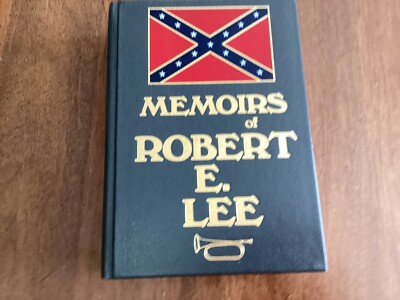 MEMOIRS
of
ROBERT
E.
LEE